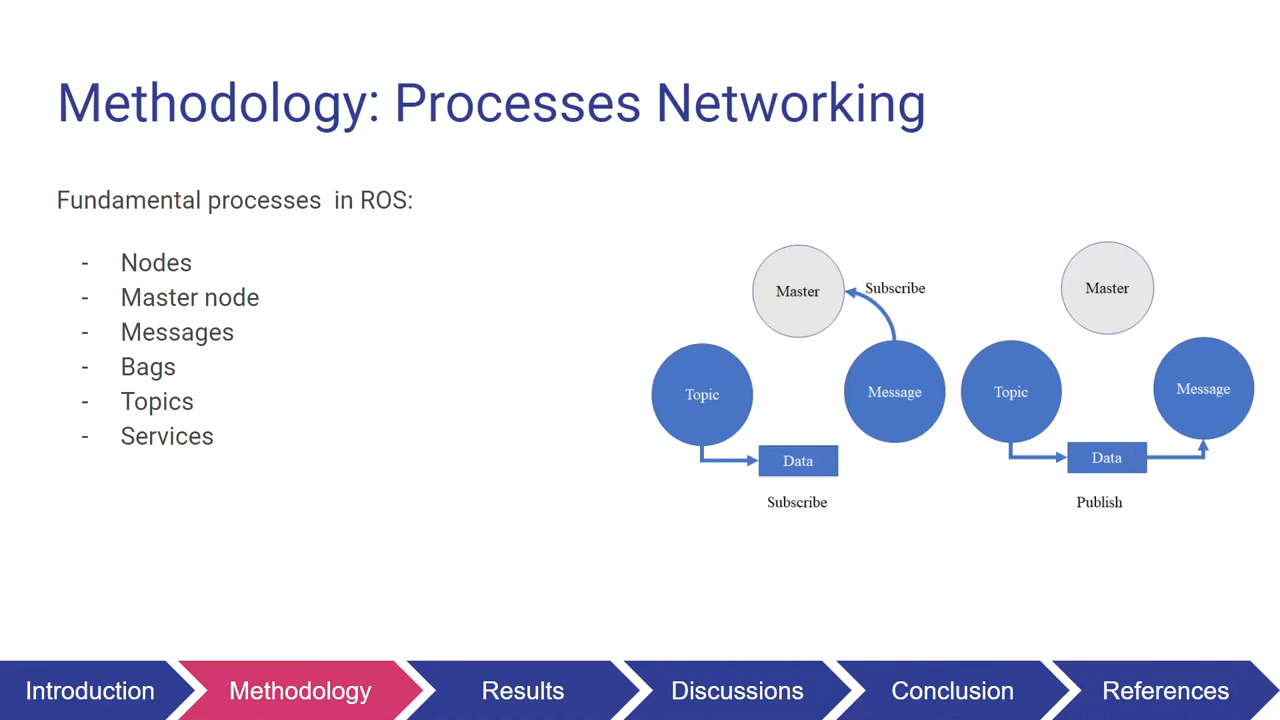 Methodology: Processes Networking
Fundamental processes in ROS:
- Nodes
- Master node
- Messages
- Bags
- Topics
- Services
Master
Subscribe
Topic
Message
Data
Subscribe
Master
Topic
Message
Data
Publish
Introduction
Methodology
Results
Discussions
Conclusion
References